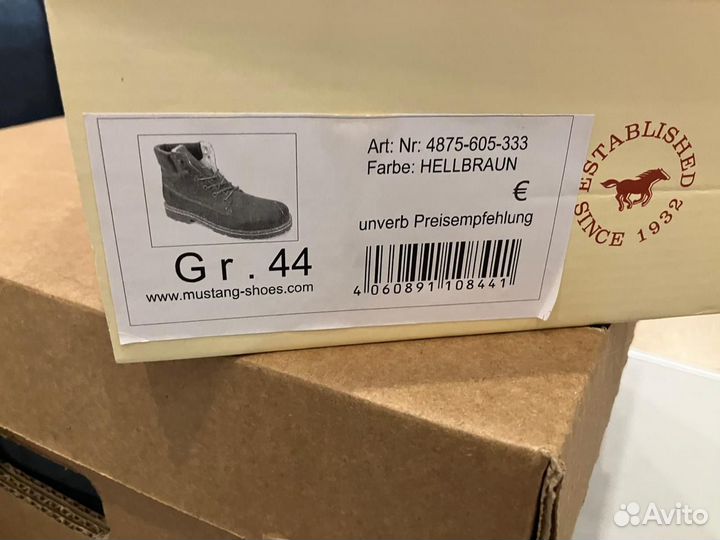 Art: Nr: 4875-605-333
Farbe: HELLBRAUN
€
unverb Preisempfehlung
Gr. 44
www.mustang-shoes.com
4 060891 108441
ESTABLISHED
SINCE 1932
Avito